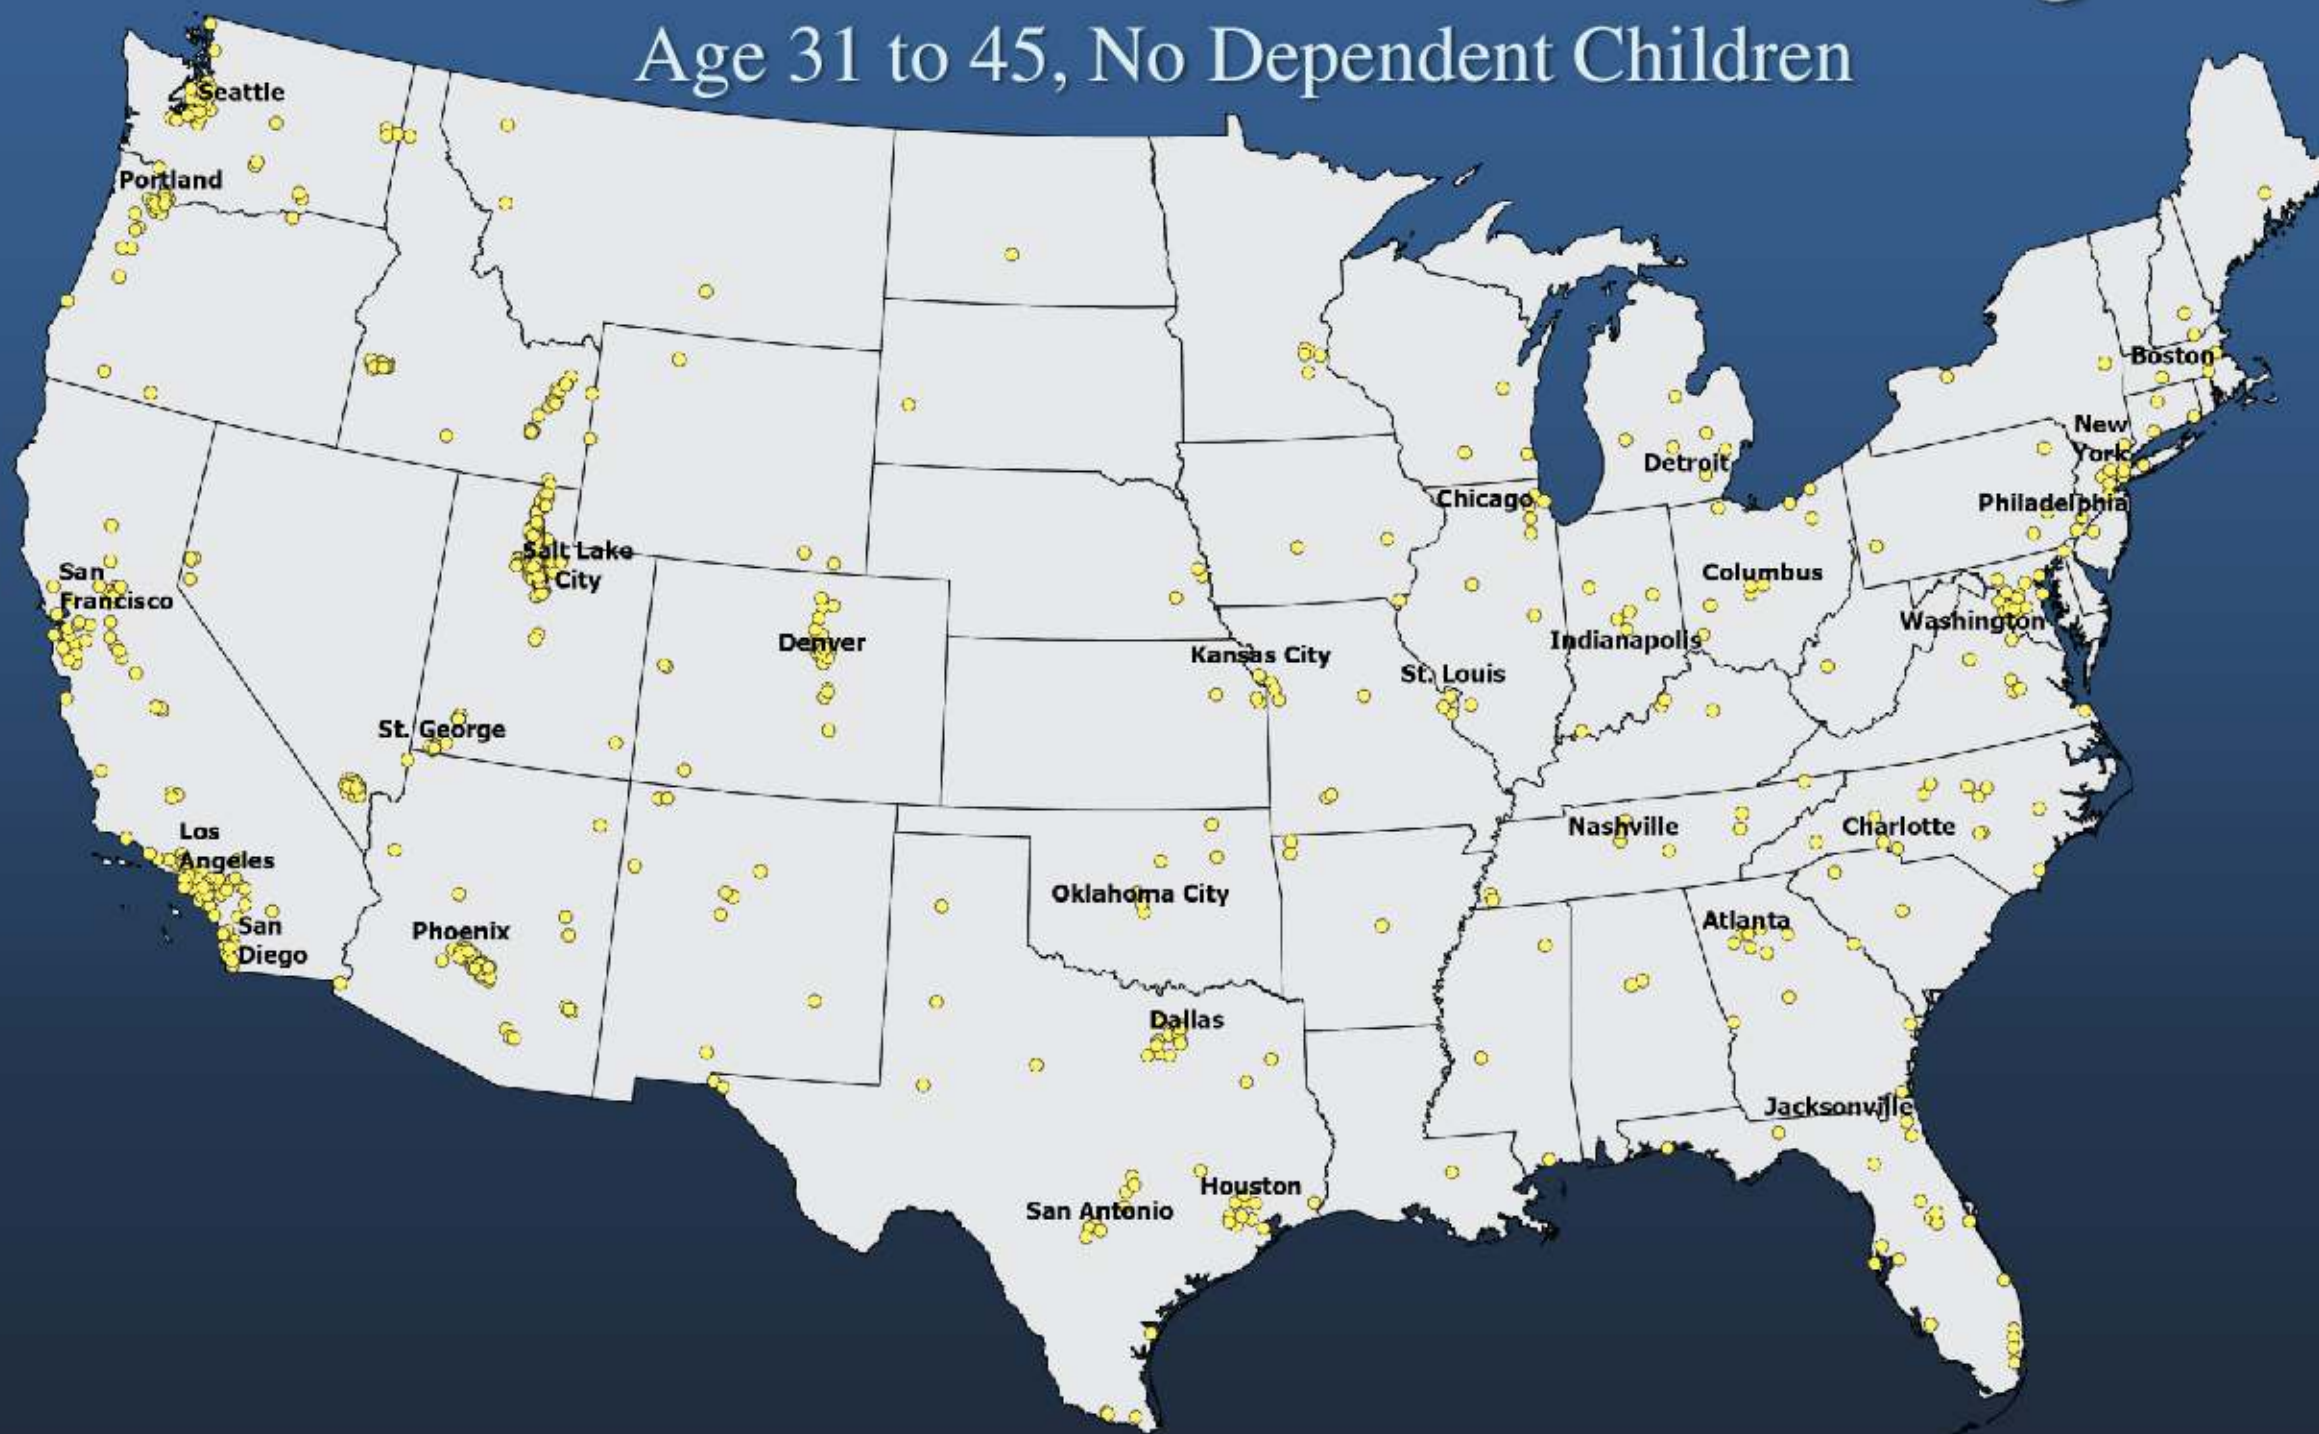 Age 31 to 45, No Dependent Children
Seattle
Portland
Boston
New
York
Detroit
Chicago
Philadelphia
Salt Lake
City
San
Francisco
Columbus
Washington
Denver
Indianapolis
Kansas City
St. Louis
St. George
Los
Angeles
Nashville
Charlotte
Oklahoma City
Phoenix
San
Diego
Atlanta
Dallas
Jacksonville
Houston
San Antonio